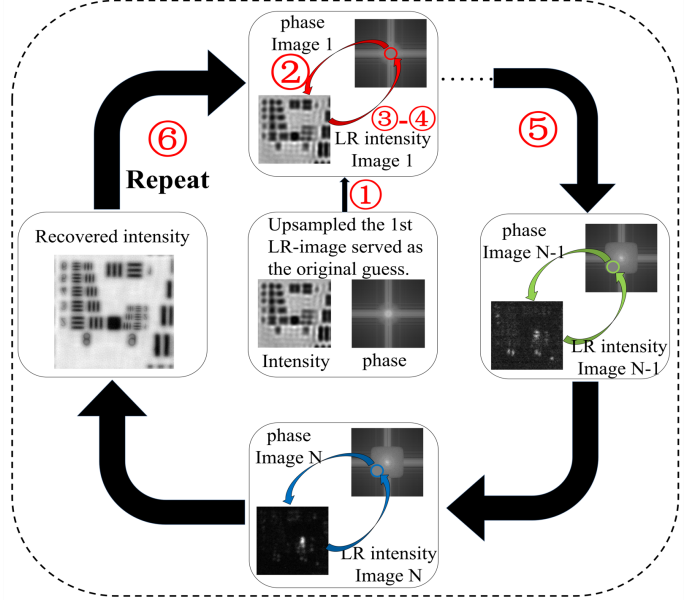 phase
Image 1
②
③-④
LR intensity
Image 1
⑤
⑥
Repeat
①
Recovered intensity
Upsampled the 1st
LR-image served as
the original guess.
Intensity
phase
phase
Image N-1
LR intensity
Image N-1
phase
Image N
LR intensity
Image N